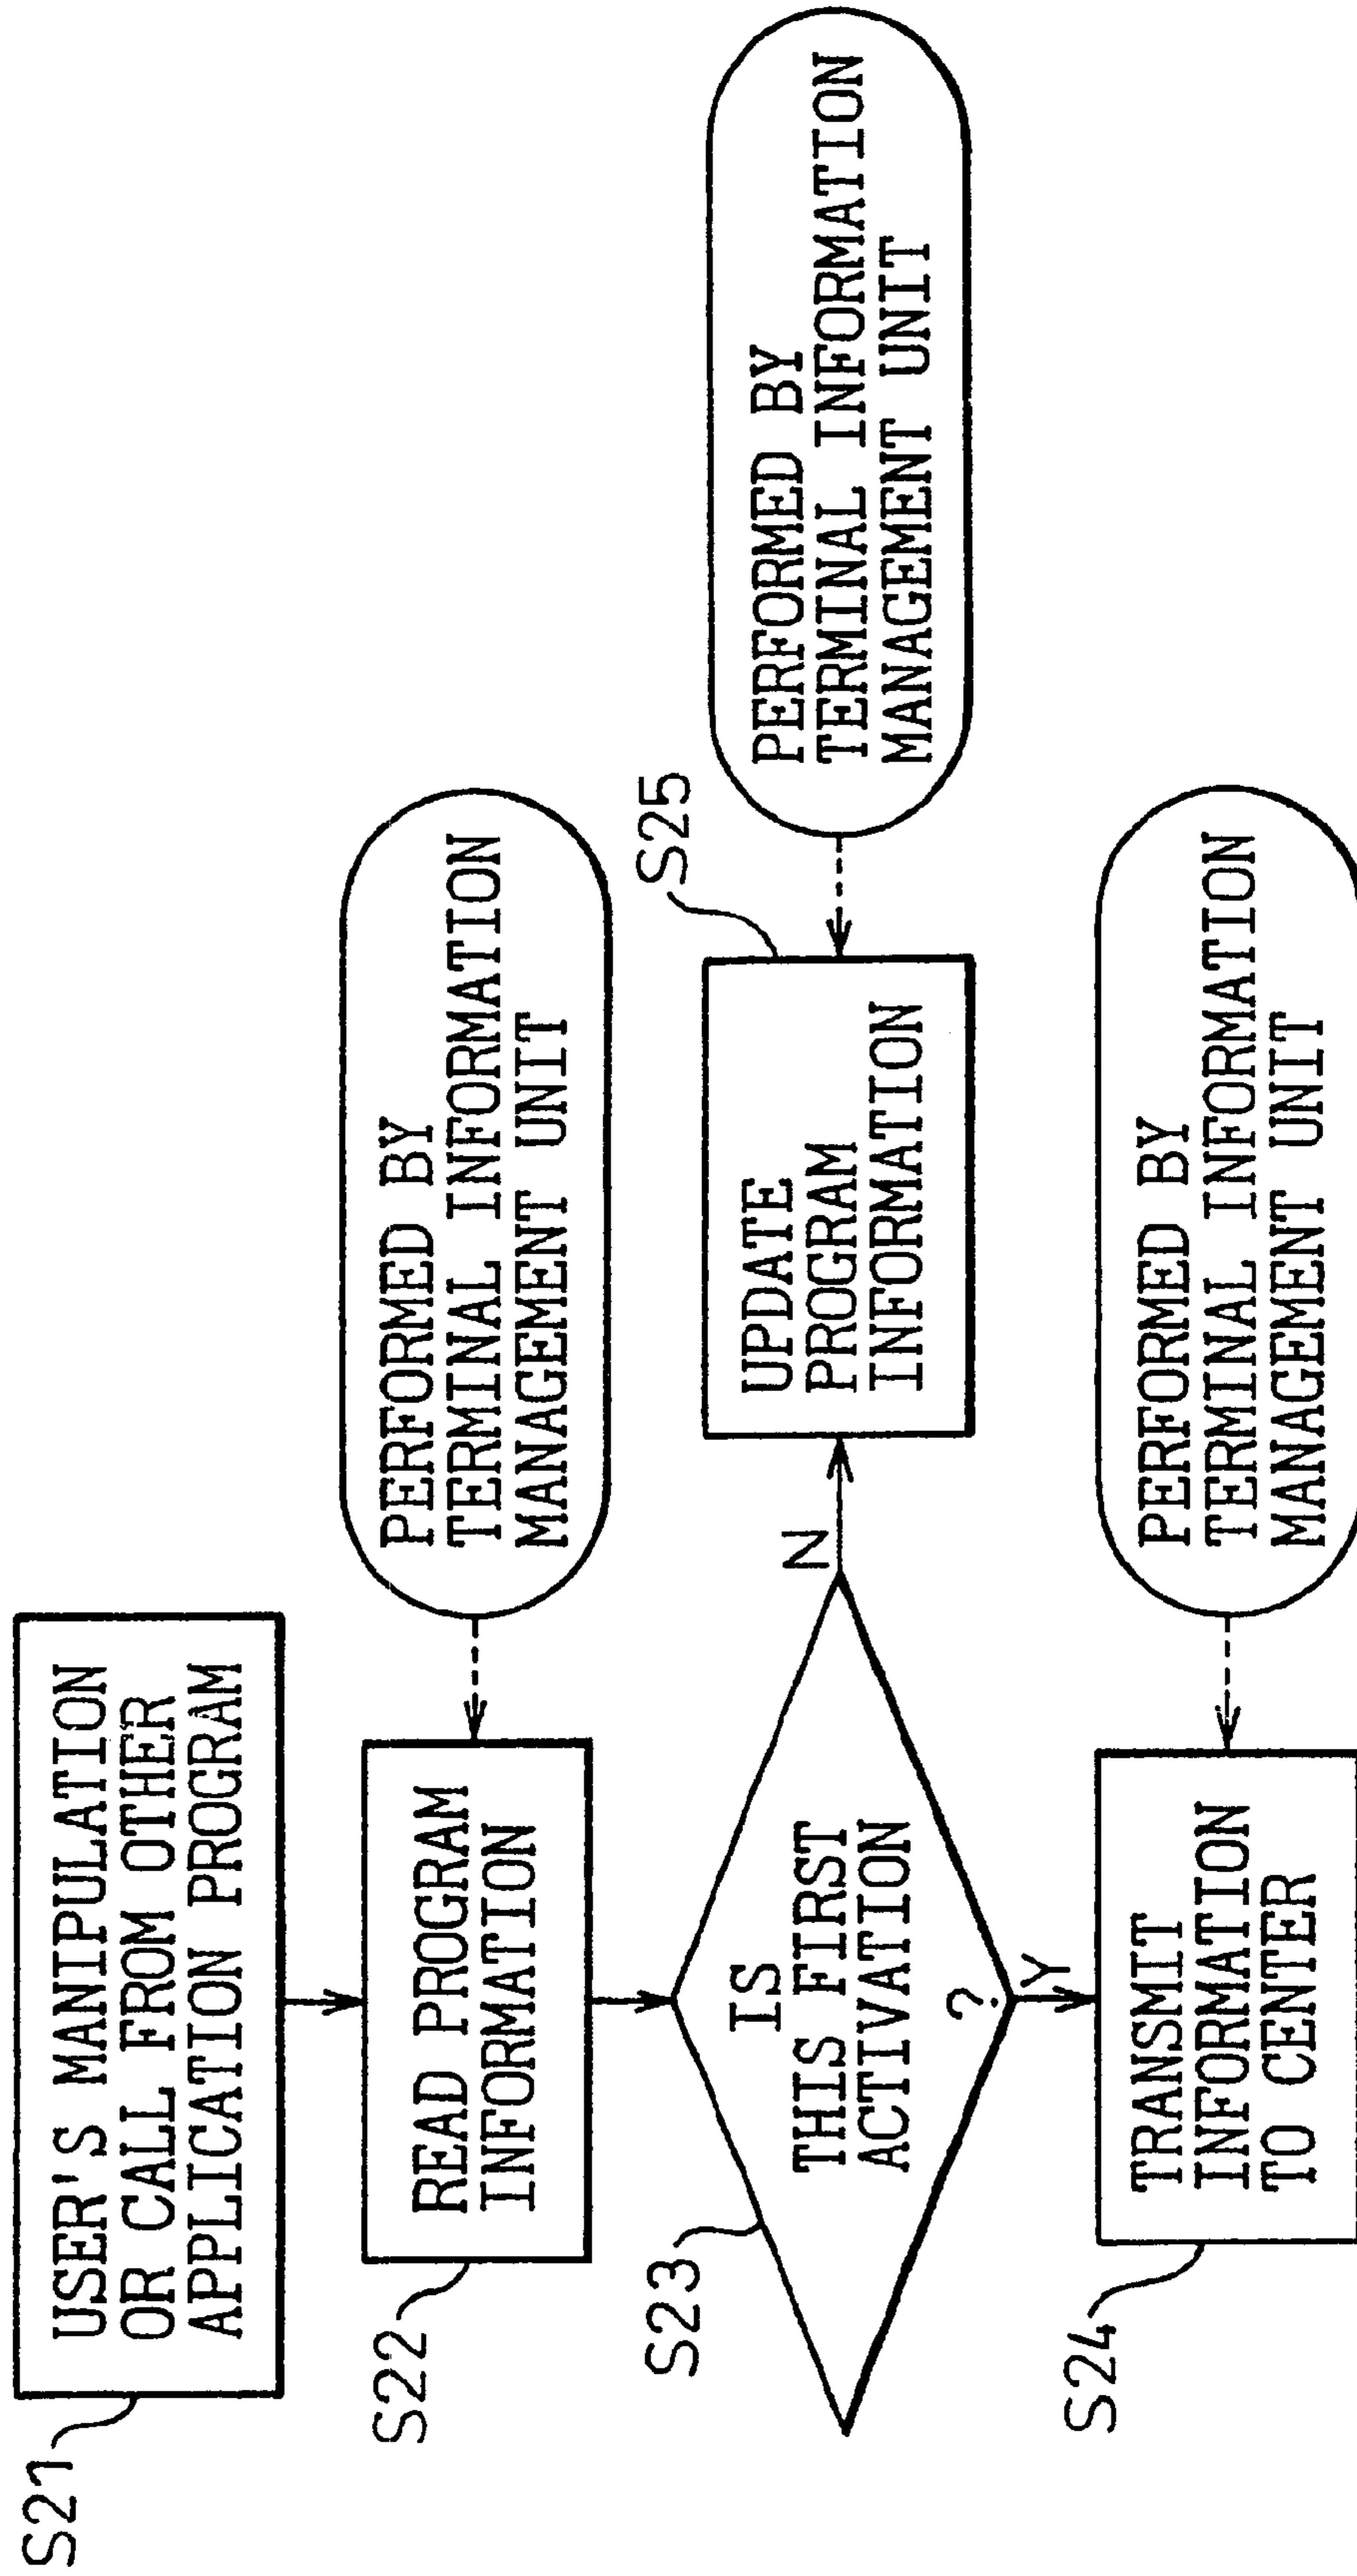 S21
USER'S MANIPULATION
OR CALL FROM OTHER
APPLICATION PROGRAM
S22
READ PROGRAM
INFORMATION
PERFORMED BY
TERMINAL INFORMATION
MANAGEMENT UNIT
S23
IS
THIS FIRST
ACTIVATION
?
N
S25
UPDATE
PROGRAM
INFORMATION
PERFORMED BY
TERMINAL INFORMATION
MANAGEMENT UNIT
Y
S24
TRANSMIT
INFORMATION
TO CENTER
PERFORMED BY
TERMINAL INFORMATION
MANAGEMENT UNIT